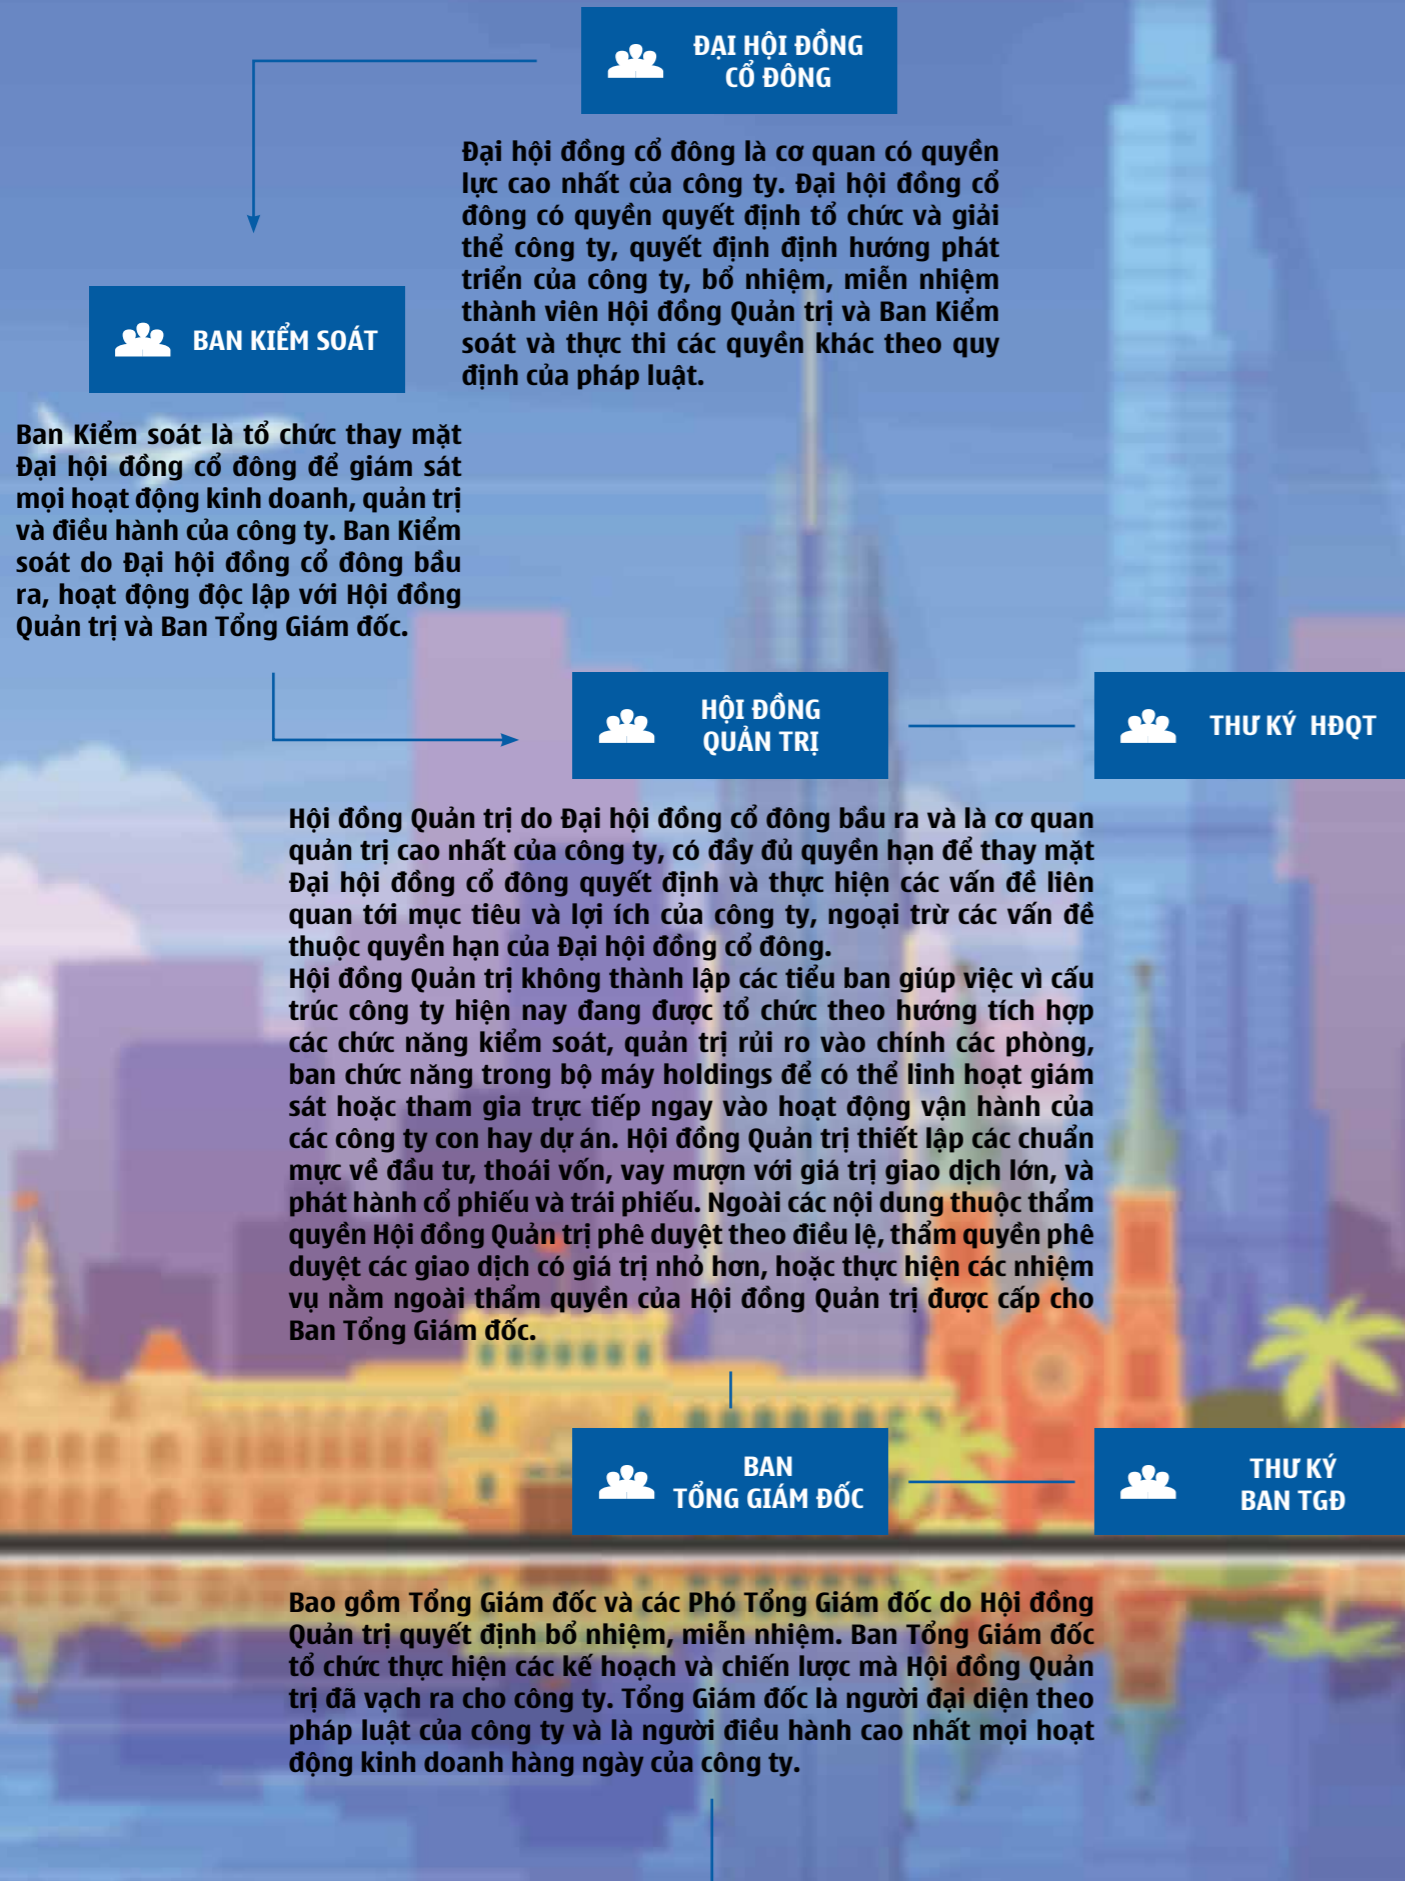 ĐẠI HỘI ĐỒNG
CỔ ĐÔNG
Đại hội đồng cổ đông là cơ quan có quyền
lực cao nhất của công ty. Đại hội đồng cổ
đông có quyền quyết định tổ chức và giải
thể công ty, quyết định định hướng phát
triển của công ty, bổ nhiệm, miễn nhiệm
thành viên Hội đồng Quản trị và Ban Kiểm
soát và thực thi các quyền khác theo quy
định của pháp luật.
BAN KIỂM SOÁT
Ban Kiểm soát là tổ chức thay mặt
Đại hội đồng cổ đông để giám sát
mọi hoạt động kinh doanh, quản trị
và điều hành của công ty. Ban Kiểm
soát do Đại hội đồng cổ đông bầu
ra, hoạt động độc lập với Hội đồng
Quản trị và Ban Tổng Giám đốc.
HỘI ĐỒNG
QUẢN TRỊ
THƯ KÝ HĐQT
Hội đồng Quản trị do Đại hội đồng cổ đông bầu ra và là cơ quan
quản trị cao nhất của công ty, có đầy đủ quyền hạn để thay mặt
Đại hội đồng cổ đông quyết định và thực hiện các vấn đề liên
quan tới mục tiêu và lợi ích của công ty, ngoại trừ các vấn đề
thuộc quyền hạn của Đại hội đồng cổ đông.
Hội đồng Quản trị không thành lập các tiểu ban giúp việc vì cấu
trúc công ty hiện nay đang được tổ chức theo hướng tích hợp
các chức năng kiểm soát, quản trị rủi ro vào chính các phòng,
ban chức năng trong bộ máy holdings để có thể linh hoạt giám
sát hoặc tham gia trực tiếp ngay vào hoạt động vận hành của
các công ty con hay dự án. Hội đồng Quản trị thiết lập các chuẩn
mực về đầu tư, thoái vốn, vay mượn với giá trị giao dịch lớn, và
phát hành cổ phiếu và trái phiếu. Ngoài các nội dung thuộc thẩm
quyền Hội đồng Quản trị phê duyệt theo điều lệ, thẩm quyền phê
duyệt các giao dịch có giá trị nhỏ hơn, hoặc thực hiện các nhiệm
vụ nằm ngoài thẩm quyền của Hội đồng Quản trị được cấp cho
Ban Tổng Giám đốc.
BAN
TỔNG GIÁM ĐỐC
THƯ KÝ
BAN TGĐ
Bao gồm Tổng Giám đốc và các Phó Tổng Giám đốc do Hội đồng
Quản trị quyết định bổ nhiệm, miễn nhiệm. Ban Tổng Giám đốc
tổ chức thực hiện các kế hoạch và chiến lược mà Hội đồng Quản
trị đã vạch ra cho công ty. Tổng Giám đốc là người đại diện theo
pháp luật của công ty và là người điều hành cao nhất mọi hoạt
động kinh doanh hàng ngày của công ty.